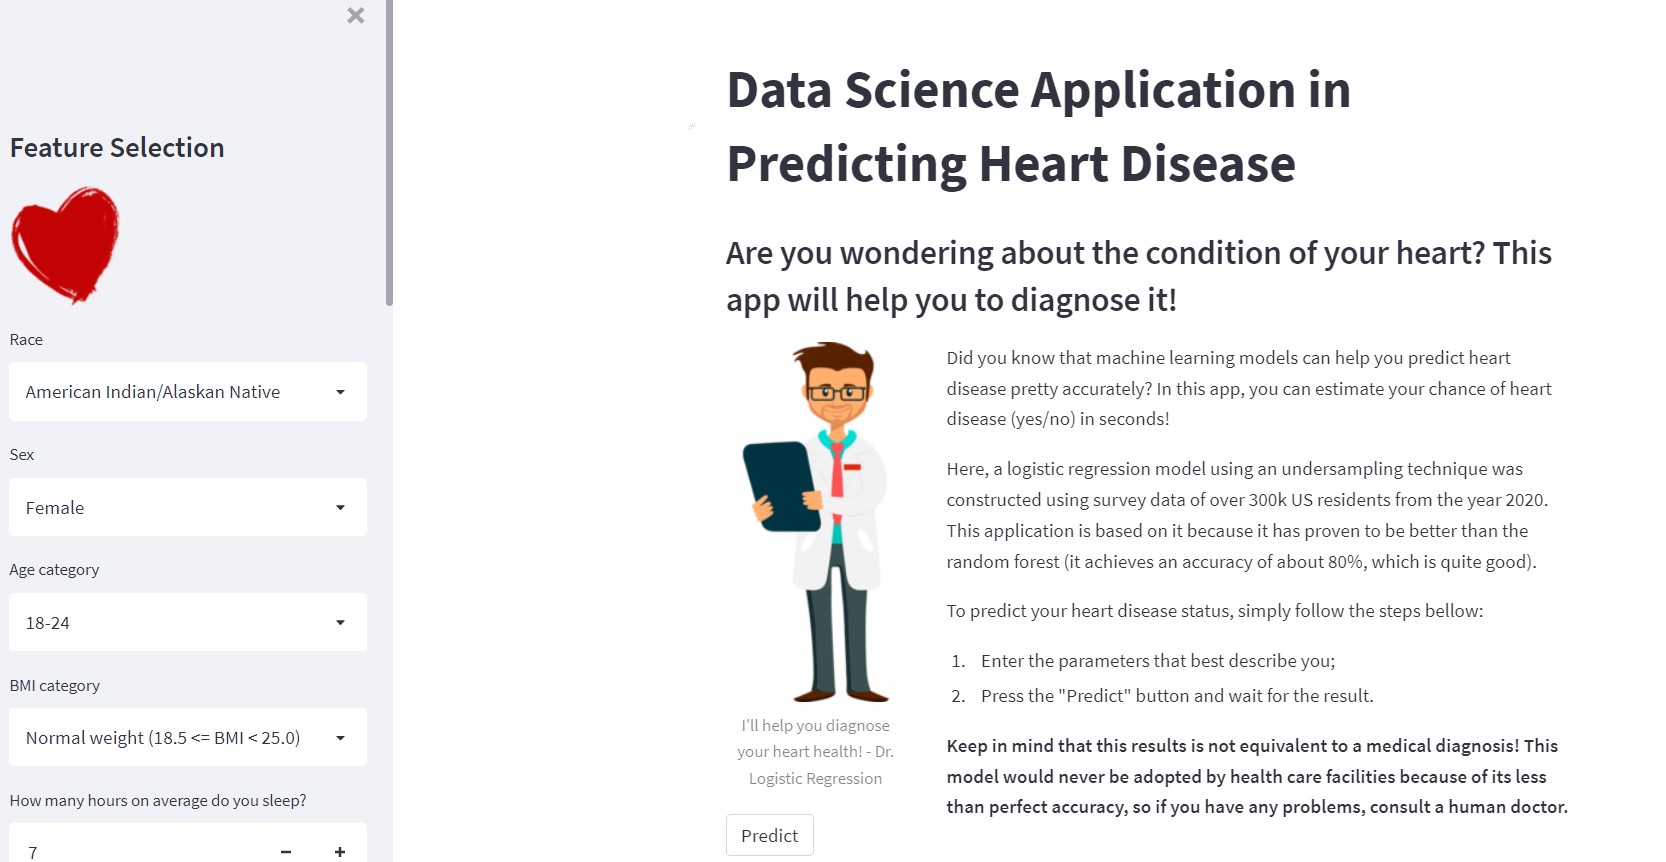 Feature Selection
Race
American Indian/Alaskan Native
Sex
Female
Age category
18-24
BMI category
Normal weight (18.5 <= BMI < 25.0)
How many hours on average do you sleep?
7
Data Science Application in
Predicting Heart Disease
Are you wondering about the condition of your heart? This
app will help you to diagnose it!
I'll help you diagnose
your heart health! - Dr.
Logistic Regression
Predict
Did you know that machine learning models can help you predict heart
disease pretty accurately? In this app, you can estimate your chance of heart
disease (yes/no) in seconds!
Here, a logistic regression model using an undersampling technique was
constructed using survey data of over 300k US residents from the year 2020.
This application is based on it because it has proven to be better than the
random forest (it achieves an accuracy of about 80%, which is quite good).
To predict your heart disease status, simply follow the steps bellow:
1. Enter the parameters that best describe you;
2. Press the "Predict" button and wait for the result.
Keep in mind that this results is not equivalent to a medical diagnosis! This
model would never be adopted by health care facilities because of its less
than perfect accuracy, so if you have any problems, consult a human doctor.